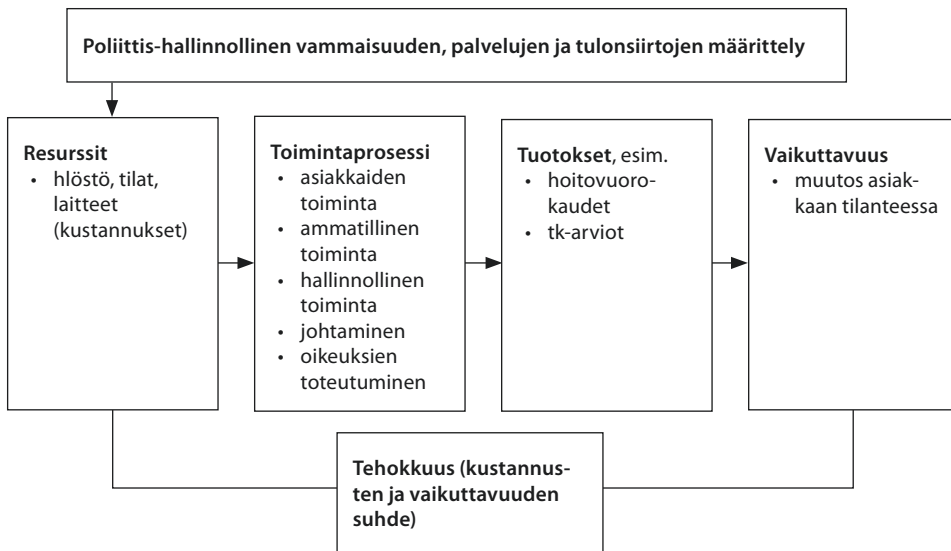 Poliittis-hallinnollinen vammaisuuden, palvelujen ja tulonsiirtojen määrittely
Resurssit
• hlöstö, tilat,
laitteet
(kustannukset)
Toimintaprosessi
• asiakkaiden
toiminta
• ammatillinen
toiminta
• hallinnollinen
toiminta
• johtaminen
• oikeuksien
toteutuminen
Tuotokset, esim.
• hoitovuoro-
kaudet
• tk-arviot
Vaikuttavuus
• muutos asiak-
kaan tilanteessa
Tehokkuus (kustannus-
ten ja vaikuttavuuden
suhde)